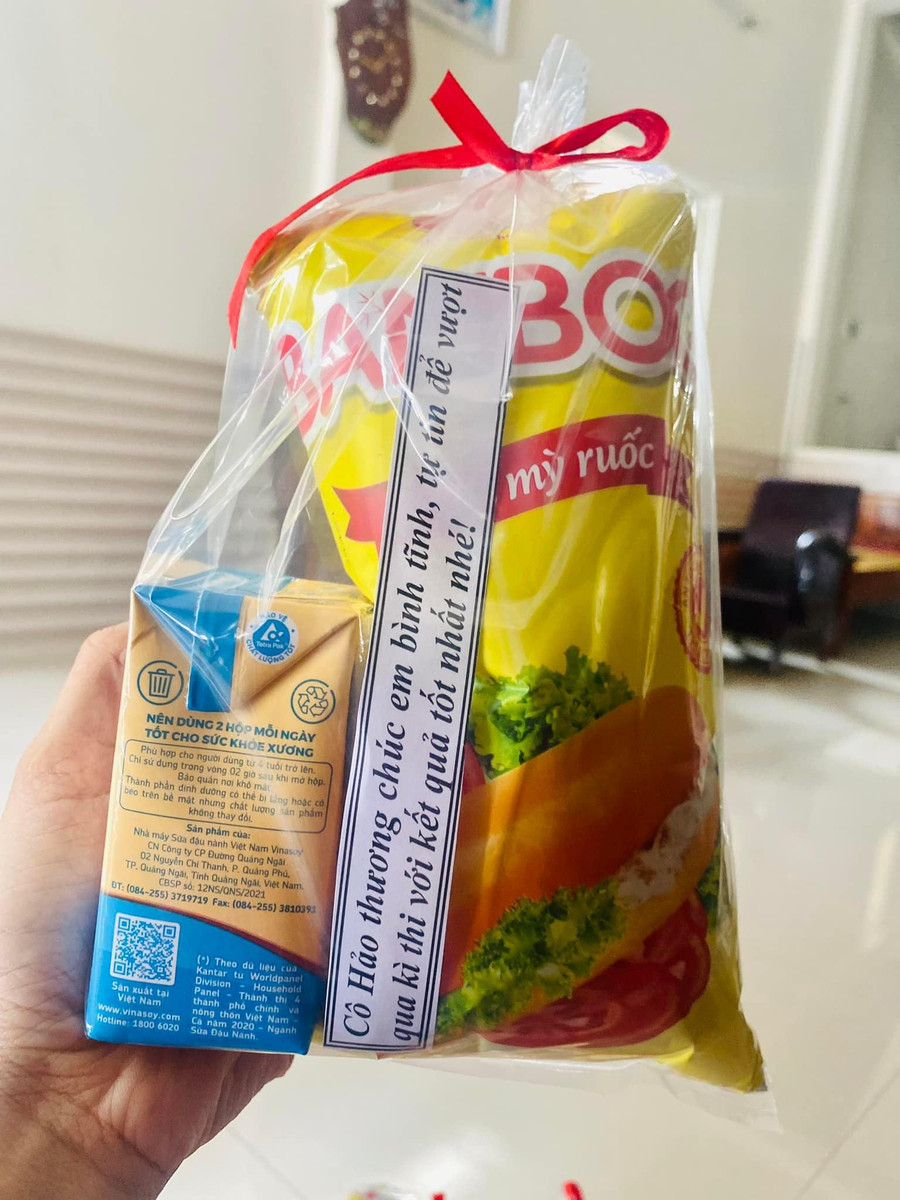 mỳ ruốc
Cô Hảo thương chúc em bình tĩnh, tự tin để vượt
qua kì thi với kết quả tốt nhất nhé!
BẢO VỆ
Tetra Pak
CHẤT LƯỢNG TỐT
NÊN DÙNG 2 HỘP MỖI NGÀY
TỐT CHO SỨC KHỎE XƯƠNG
Phù hợp cho người dùng từ 4 tuổi trở lên.
Chỉ sử dụng trong vòng 02 giờ sau khi mở hộp.
Bảo quản nơi khô mát.
Thành phần dinh dưỡng có thể bị lắng hoặc có
béo trên bề mặt nhưng chất lượng sản phẩm
không thay đổi.
Sản phẩm của:
Nhà máy Sữa đậu nành Việt Nam Vinasoy
CN Công ty CP Đường Quảng Ngãi
02 Nguyễn Chí Thanh, P. Quảng Phú,
TP. Quảng Ngãi, Tỉnh Quảng Ngãi, Việt Nam.
CBSP số: 12NS/QNS/2021
ĐT: (084-255) 3719719 Fax: (084-255) 3810391
Sản xuất tại
Việt Nam
www.vinasoy.com
Hotline: 1800 6020
(*) Theo dữ liệu của
Kantar từ Worldpanel
Division - Household
Panel - Thành thị 4
thành phố chính và
nông thôn Việt Nam -
Cả năm 2020 - Ngành
Sữa Đậu Nành.